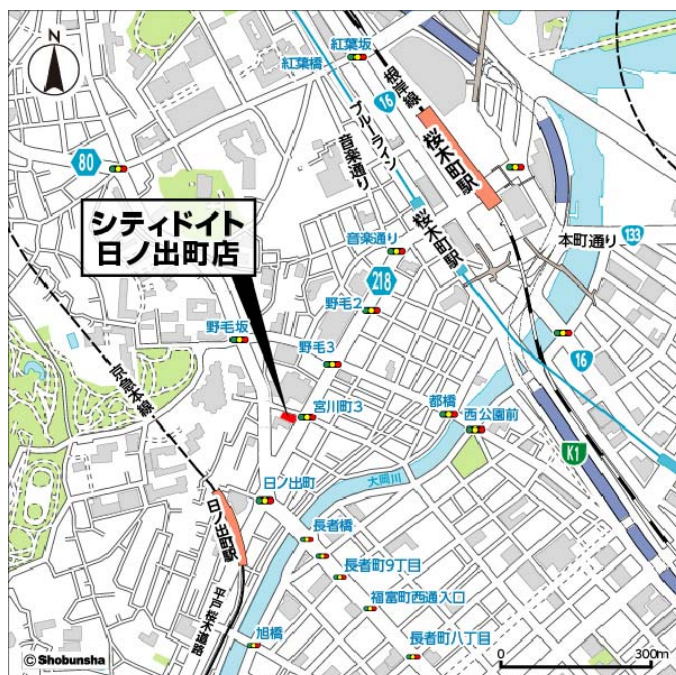 N
紅葉坂
紅葉橋
根岸線
16
ブルーライン
音楽通り
80
桜木町駅
シティドイト
日ノ出町店
音楽通り
桜木町駅
本町通り
133
218
野毛2
野毛坂
野毛3
16
京急本線
宮川町3
都橋
西公園前
K1
大岡川
日ノ出町
日ノ出町駅
長者橋
長者町9丁目
福富町西通入口
平戸桜木道路
旭橋
長者町八丁目
© Shobunsha
0
300m